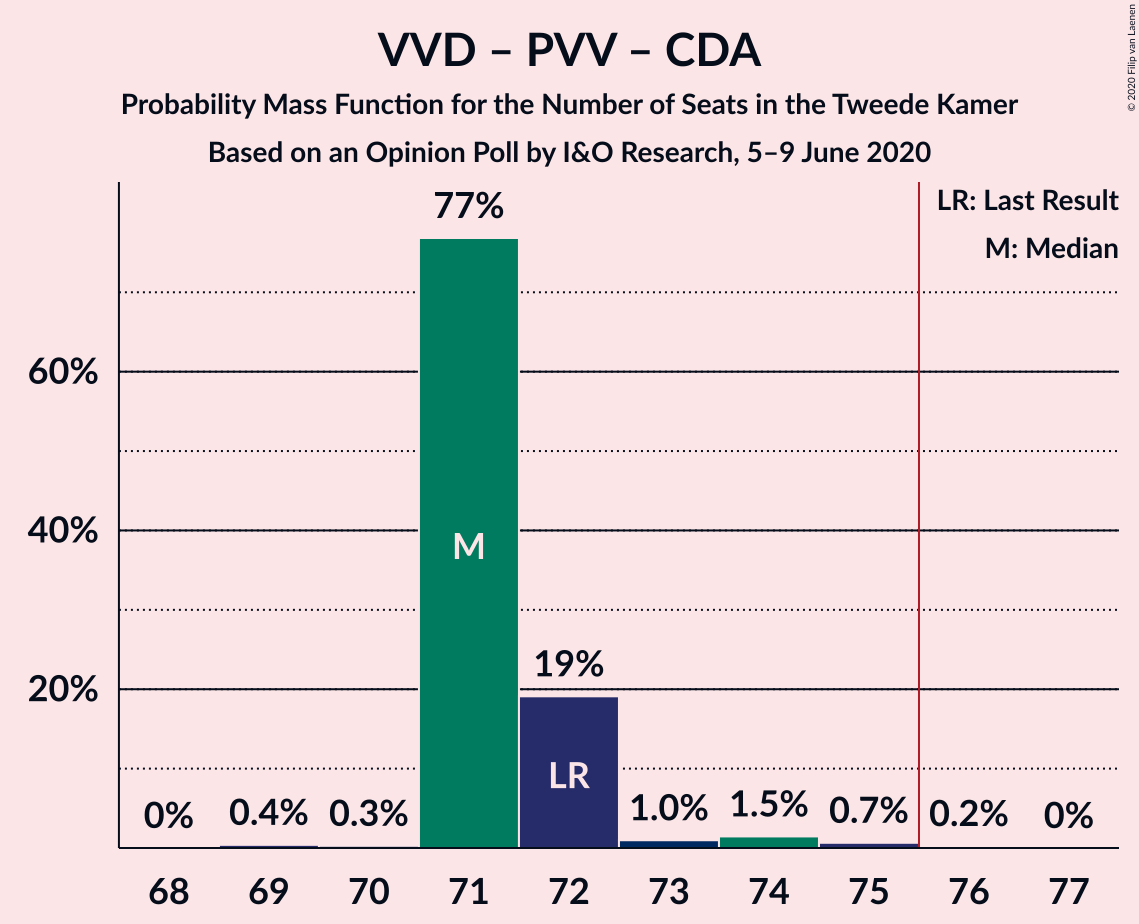 VVD – PVV – CDA
Probability Mass Function for the Number of Seats in the Tweede Kamer
Based on an Opinion Poll by I&O Research, 5–9 June 2020
© 2020 Filip van Laenen
LR: Last Result
M: Median
77%
60%
40%
M
19%
20%
LR
0%
0.4%
0.3%
1.0%
1.5%
0.7%
0.2%
0%
68 69 70 71 72 73 74 75 76 77